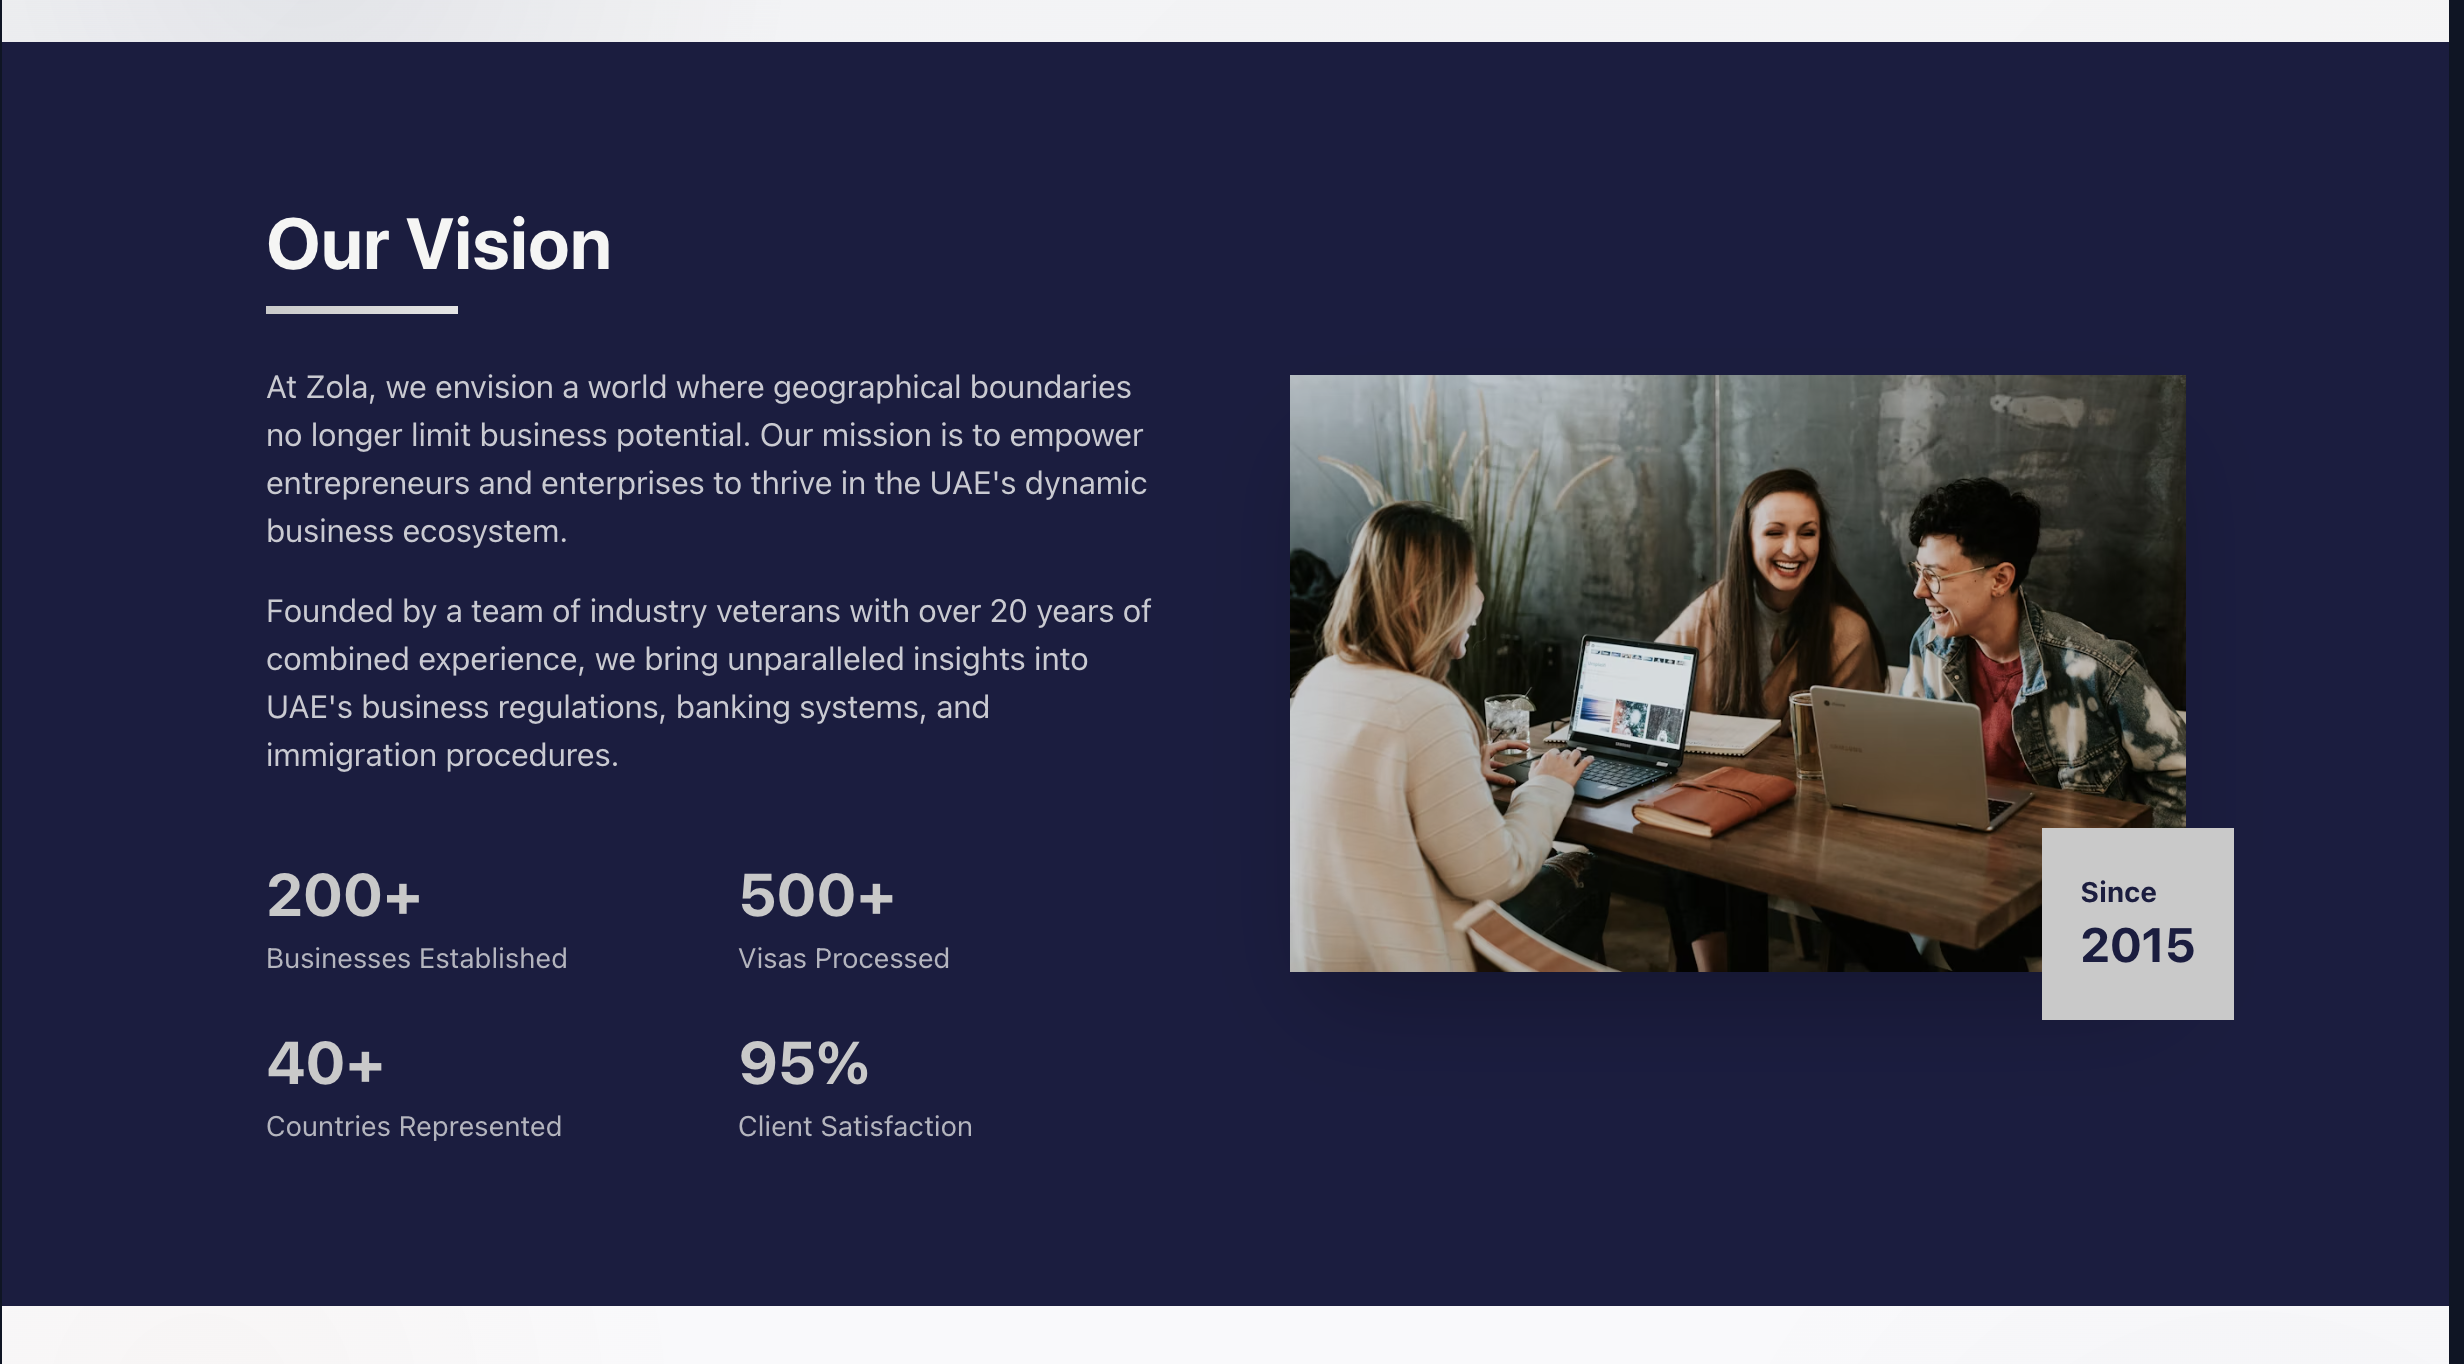 Our Vision
At Zola, we envision a world where geographical boundaries
no longer limit business potential. Our mission is to empower
entrepreneurs and enterprises to thrive in the UAE's dynamic
business ecosystem.
Founded by a team of industry veterans with over 20 years of
combined experience, we bring unparalleled insights into
UAE's business regulations, banking systems, and
immigration procedures.
200+
Businesses Established
500+
Visas Processed
40+
Countries Represented
95%
Client Satisfaction
Since
2015